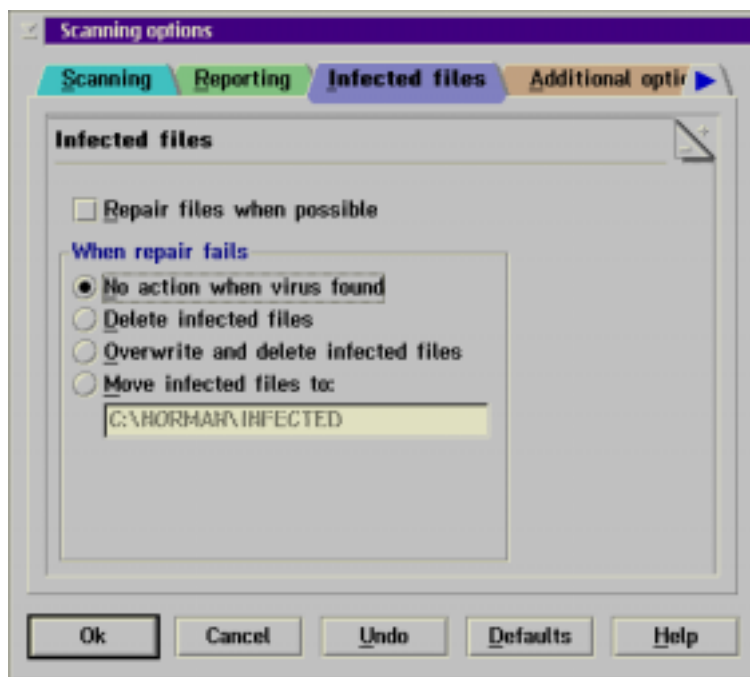 Scanning options
Scanning Reporting Infected files Additional optio
Infected files
Repair files when possible
When repair fails
No action when virus found
Delete infected files
Overwrite and delete infected files
Move infected files to:
C:\NORMAN\INFECTED
Ok Cancel Undo Defaults Help